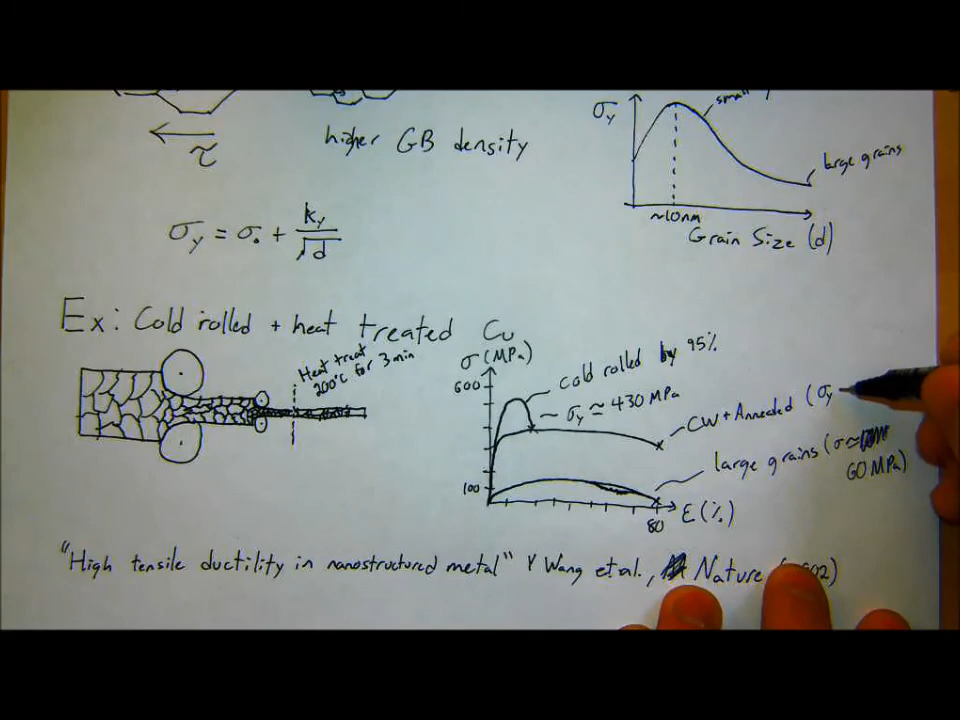 σy
small
large grains
~10nm
Grain Size (d)
τ
higher GB density
σy = σ₀ + ky/√d
Ex: Cold rolled + heat treated Cu
Heat treat
200°C for 3 min
σ (MPa)
600
100
cold rolled by 95%
σy ≃ 430 MPa
CW + Annealed (σy
large grains (σ ≃
60 MPa)
80
ε (%)
"High tensile ductility in nanostructured metal" Y Wang et al., Nature